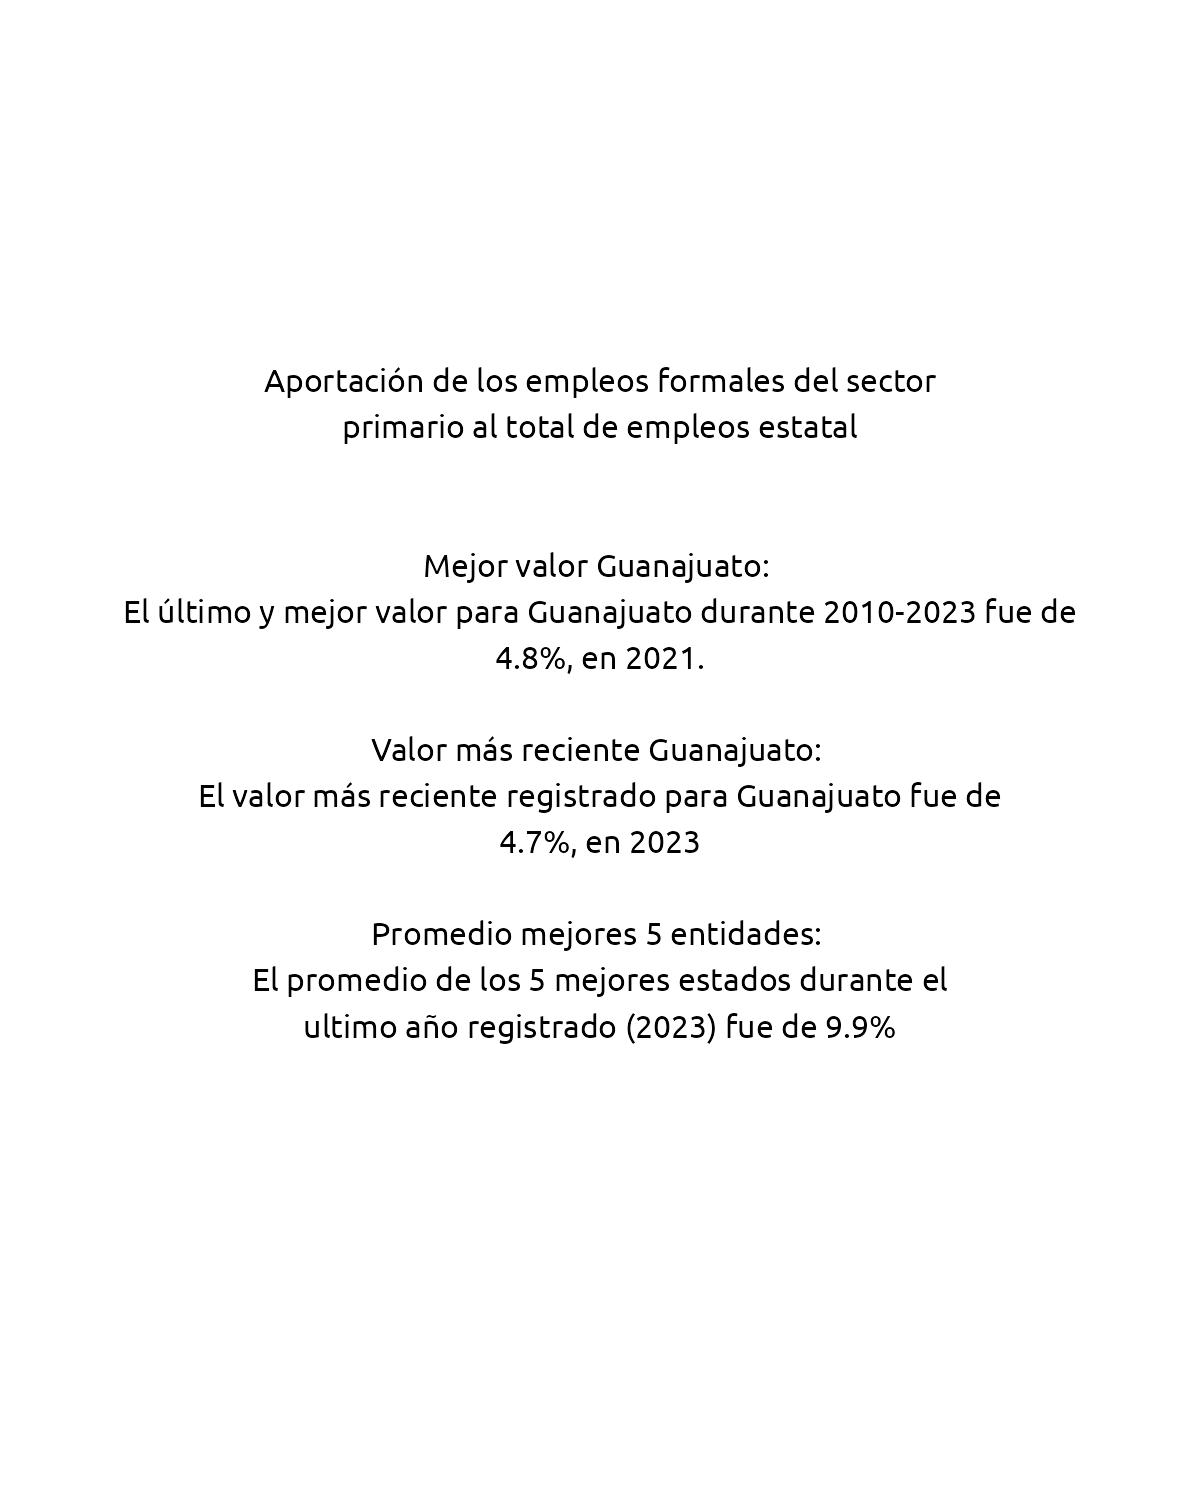 Aportación de los empleos formales del sector
primario al total de empleos estatal
Mejor valor Guanajuato:
El último y mejor valor para Guanajuato durante 2010-2023 fue de
4.8%, en 2021.
Valor más reciente Guanajuato:
El valor más reciente registrado para Guanajuato fue de
4.7%, en 2023
Promedio mejores 5 entidades:
El promedio de los 5 mejores estados durante el
ultimo año registrado (2023) fue de 9.9%